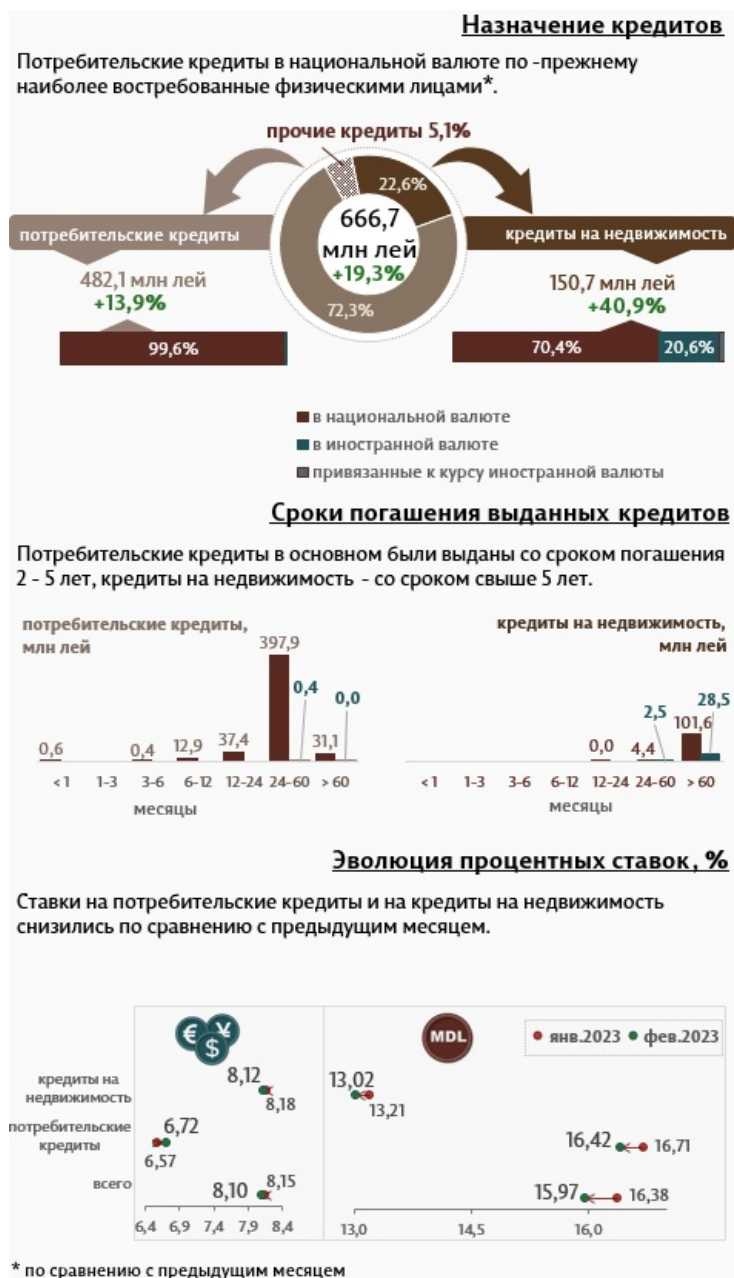 Назначение кредитов
Потребительские кредиты в национальной валюте по -прежнему
наиболее востребованные физическими лицами*.
прочие кредиты 5,1%
22,6%
666,7
млн лей
+19,3%
72,3%
потребительские кредиты
482,1 млн лей
+13,9%
99,6%
кредиты на недвижимость
150,7 млн лей
+40,9%
70,4% 20,6%
в национальной валюте
в иностранной валюте
привязанные к курсу иностранной валюты
Сроки погашения выданных кредитов
Потребительские кредиты в основном были выданы со сроком погашения
2 - 5 лет, кредиты на недвижимость - со сроком свыше 5 лет.
потребительские кредиты,
млн лей
397,9
0,4
0,0
0,6 0,4 12,9 37,4 31,1
<1 1-3 3-6 6-12 12-24 24-60 >60
месяцы
кредиты на недвижимость,
млн лей
28,5
2,5 101,6
0,0 4,4
<1 1-3 3-6 6-12 12-24 24-60 >60
месяцы
Эволюция процентных ставок, %
Ставки на потребительские кредиты и на кредиты на недвижимость
снизились по сравнению с предыдущим месяцем.
€ ¥ $
MDL
янв.2023 фев.2023
кредиты на
недвижимость
8,12
8,18
13,02
13,21
потребительские
кредиты
6,72
6,57
16,42 16,71
всего
8,10 8,15
15,97 16,38
6,4 6,9 7,4 7,9 8,4
13,0 14,5 16,0
* по сравнению с предыдущим месяцем